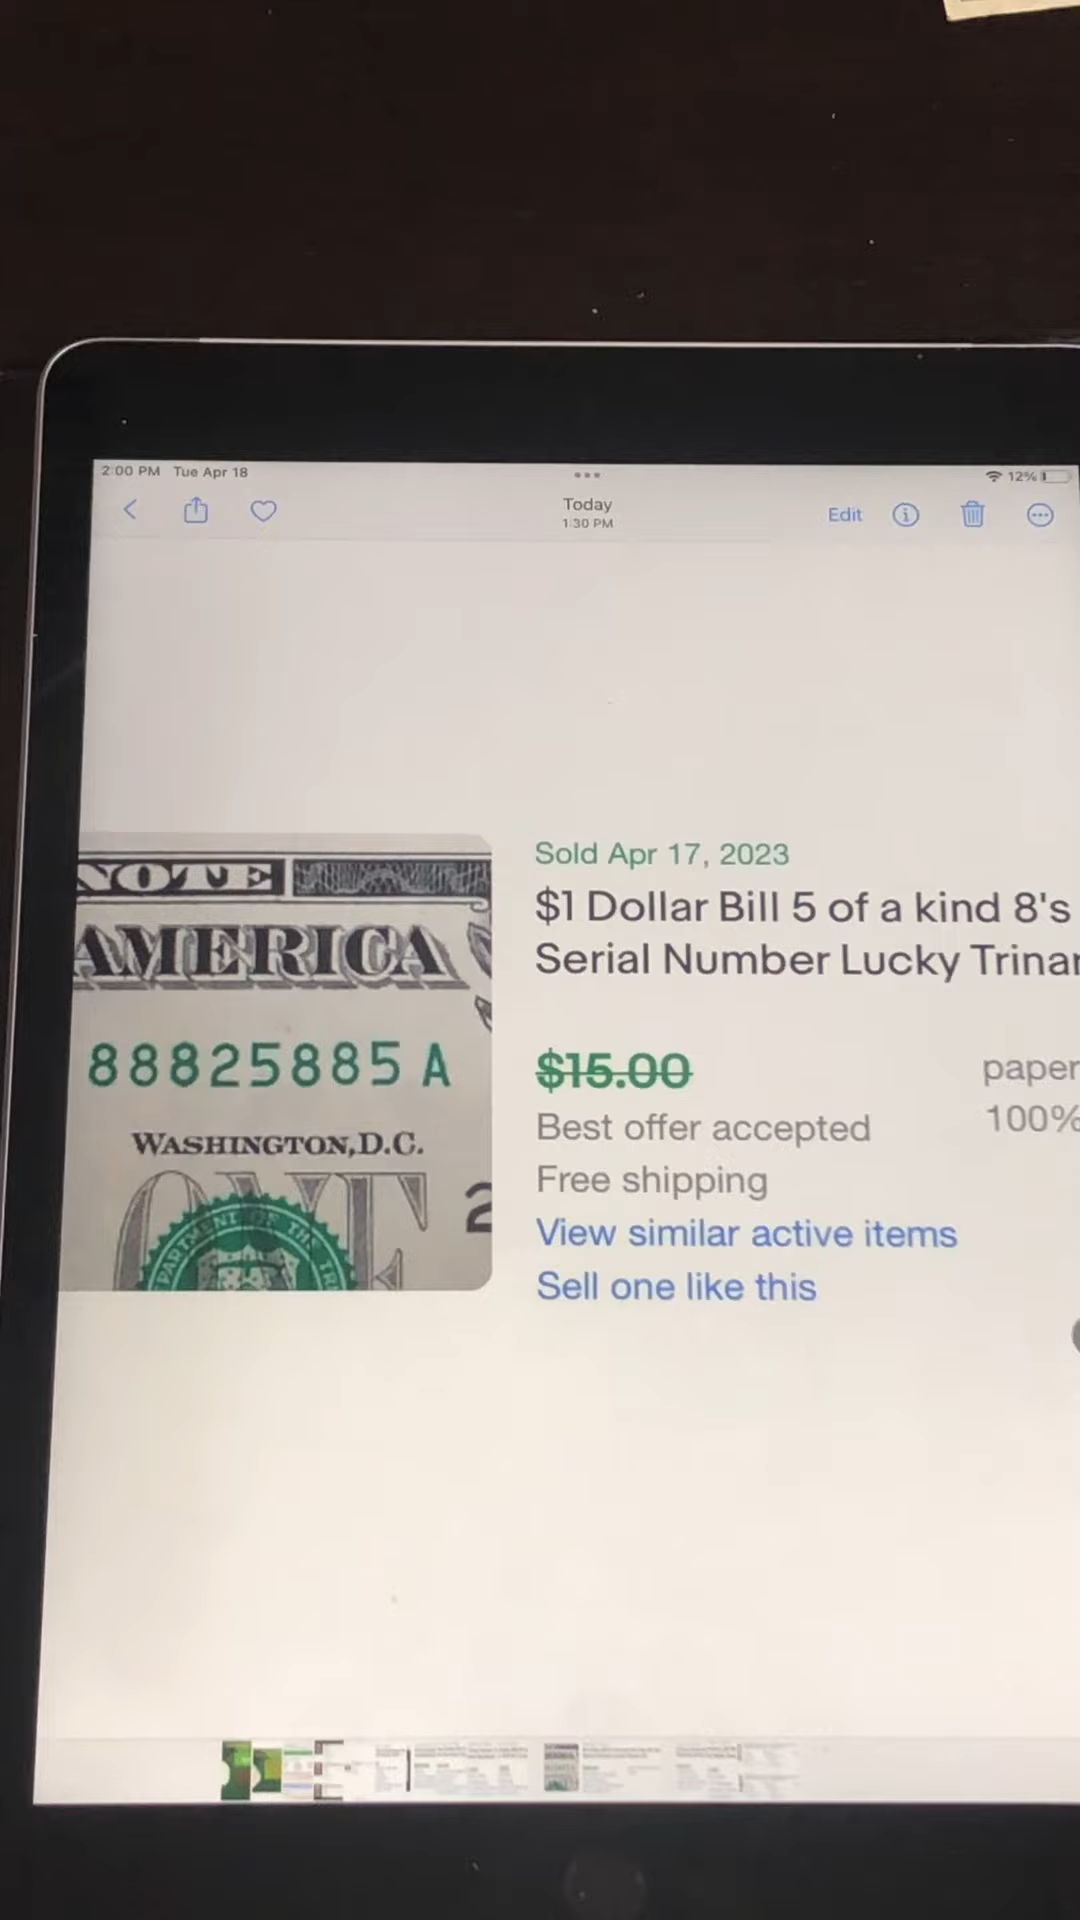 2:00 PM Tue Apr 18
12%
Today
1:30 PM
Edit
NOTE
AMERICA
88825885 A
WASHINGTON, D.C.
ONE
2
Sold Apr 17, 2023
$1 Dollar Bill 5 of a kind 8's
Serial Number Lucky Trinar
$15.00
paper
Best offer accepted
100%
Free shipping
View similar active items
Sell one like this